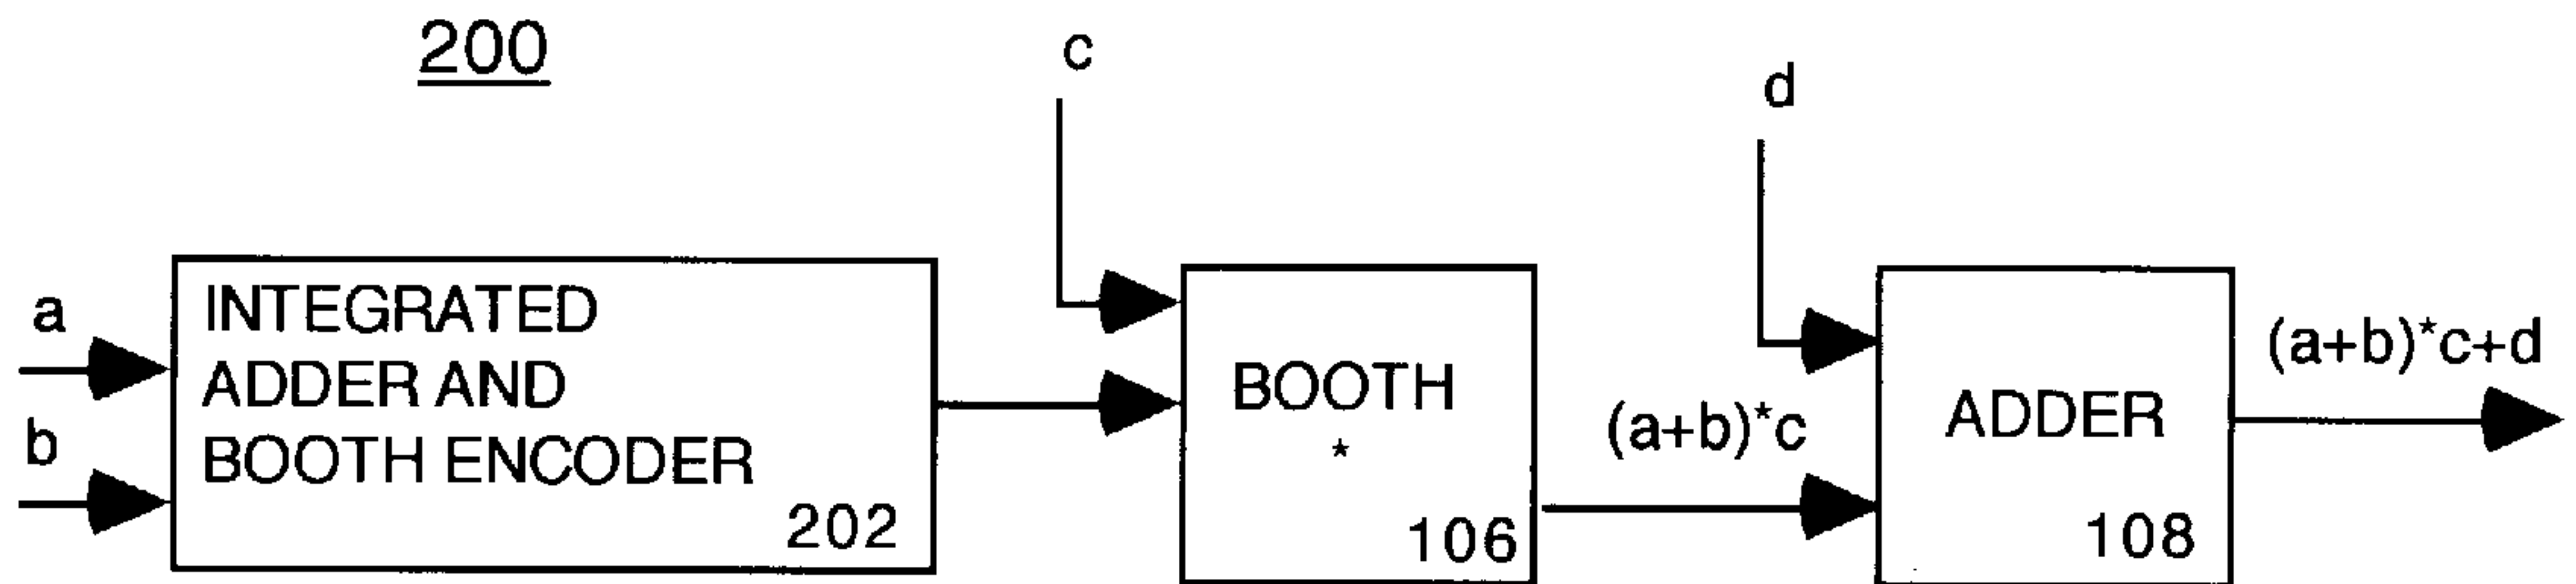 200
c
d
a
b
INTEGRATED
ADDER AND
BOOTH ENCODER
202
BOOTH
*
106
(a+b)*c
ADDER
108
(a+b)*c+d